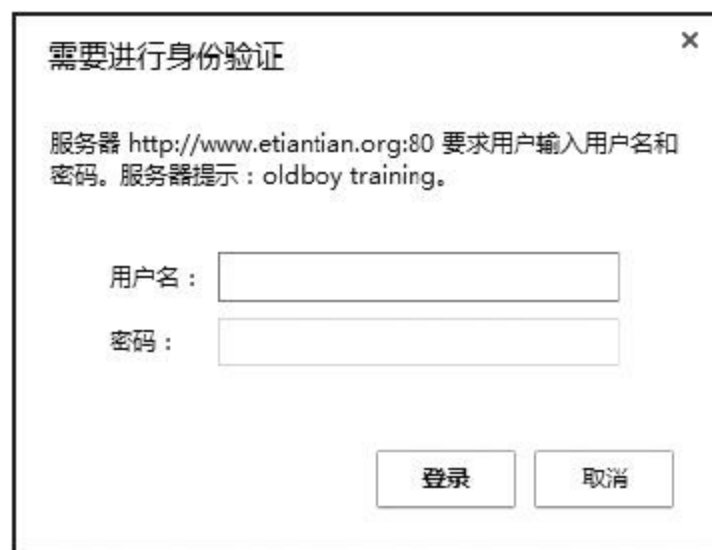 需要进行身份验证
×
服务器 http://www.etiantian.org:80 要求用户输入用户名和
密码。服务器提示：oldboy training。
用户名：
密码：
登录 取消